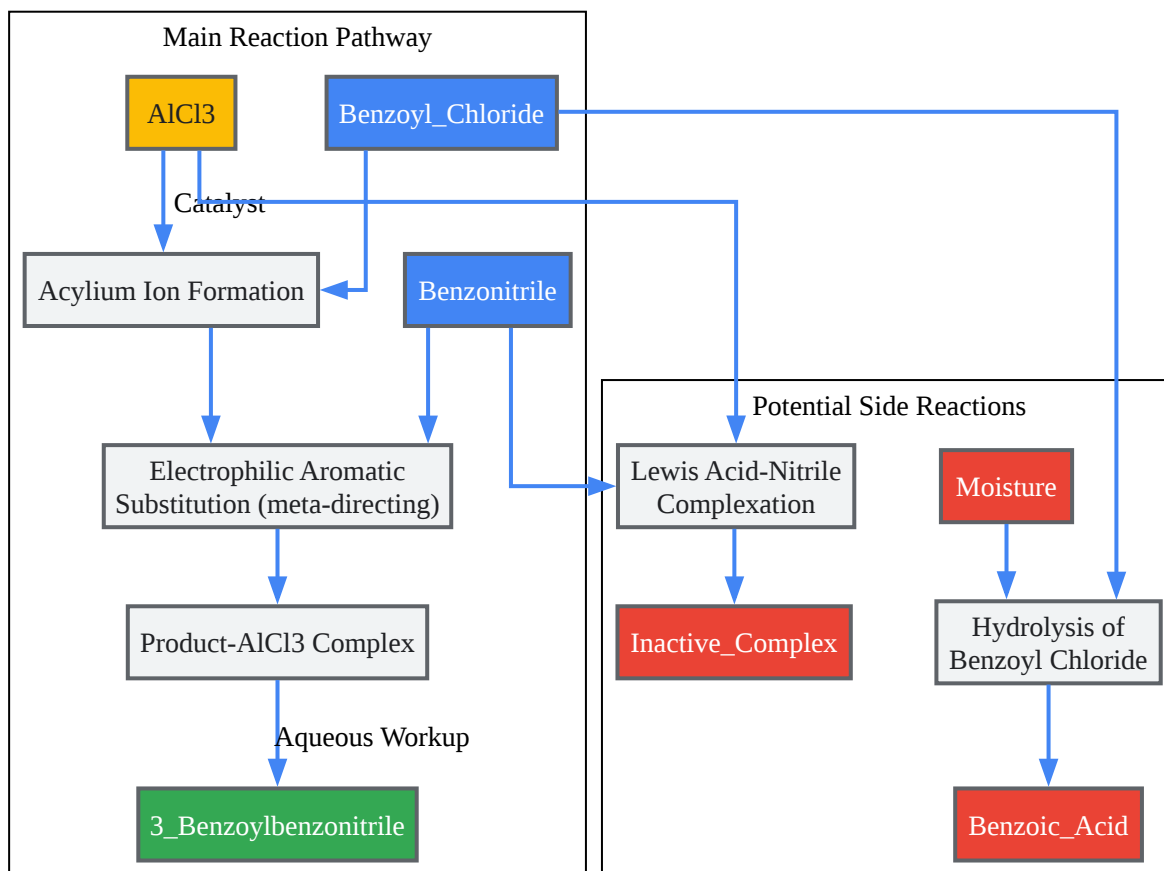 Main Reaction Pathway
AlCl3
Benzoyl_Chloride
Catalyst
Acylium Ion Formation
Benzonitrile
Electrophilic Aromatic
Substitution (meta-directing)
Product-AlCl3 Complex
Aqueous Workup
3_Benzoylbenzonitrile
Potential Side Reactions
Lewis Acid-Nitrile
Complexation
Moisture
Inactive_Complex
Hydrolysis of
Benzoyl Chloride
Benzoic_Acid